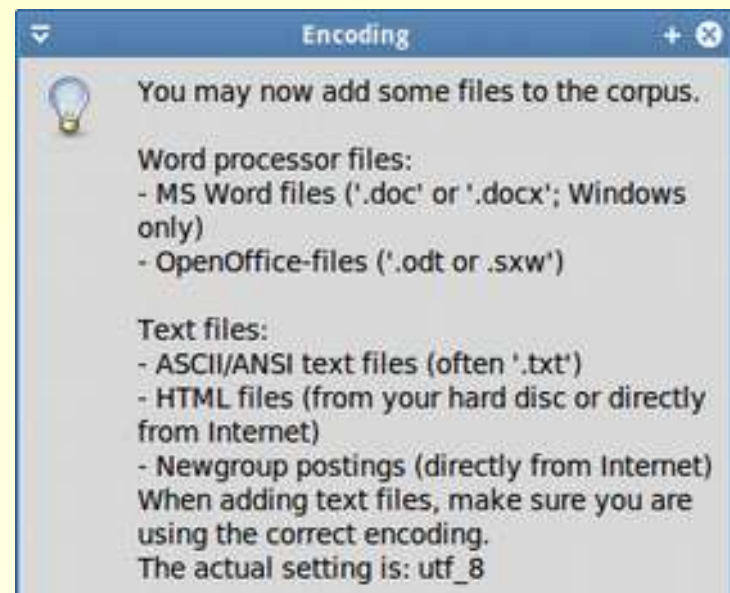 Encoding
You may now add some files to the corpus.
Word processor files:
- MS Word files ('.doc' or '.docx'; Windows
only)
- OpenOffice-files ('.odt or .sxw')
Text files:
- ASCII/ANSI text files (often '.txt')
- HTML files (from your hard disc or directly
from Internet)
- Newgroup postings (directly from Internet)
When adding text files, make sure you are
using the correct encoding.
The actual setting is: utf_8